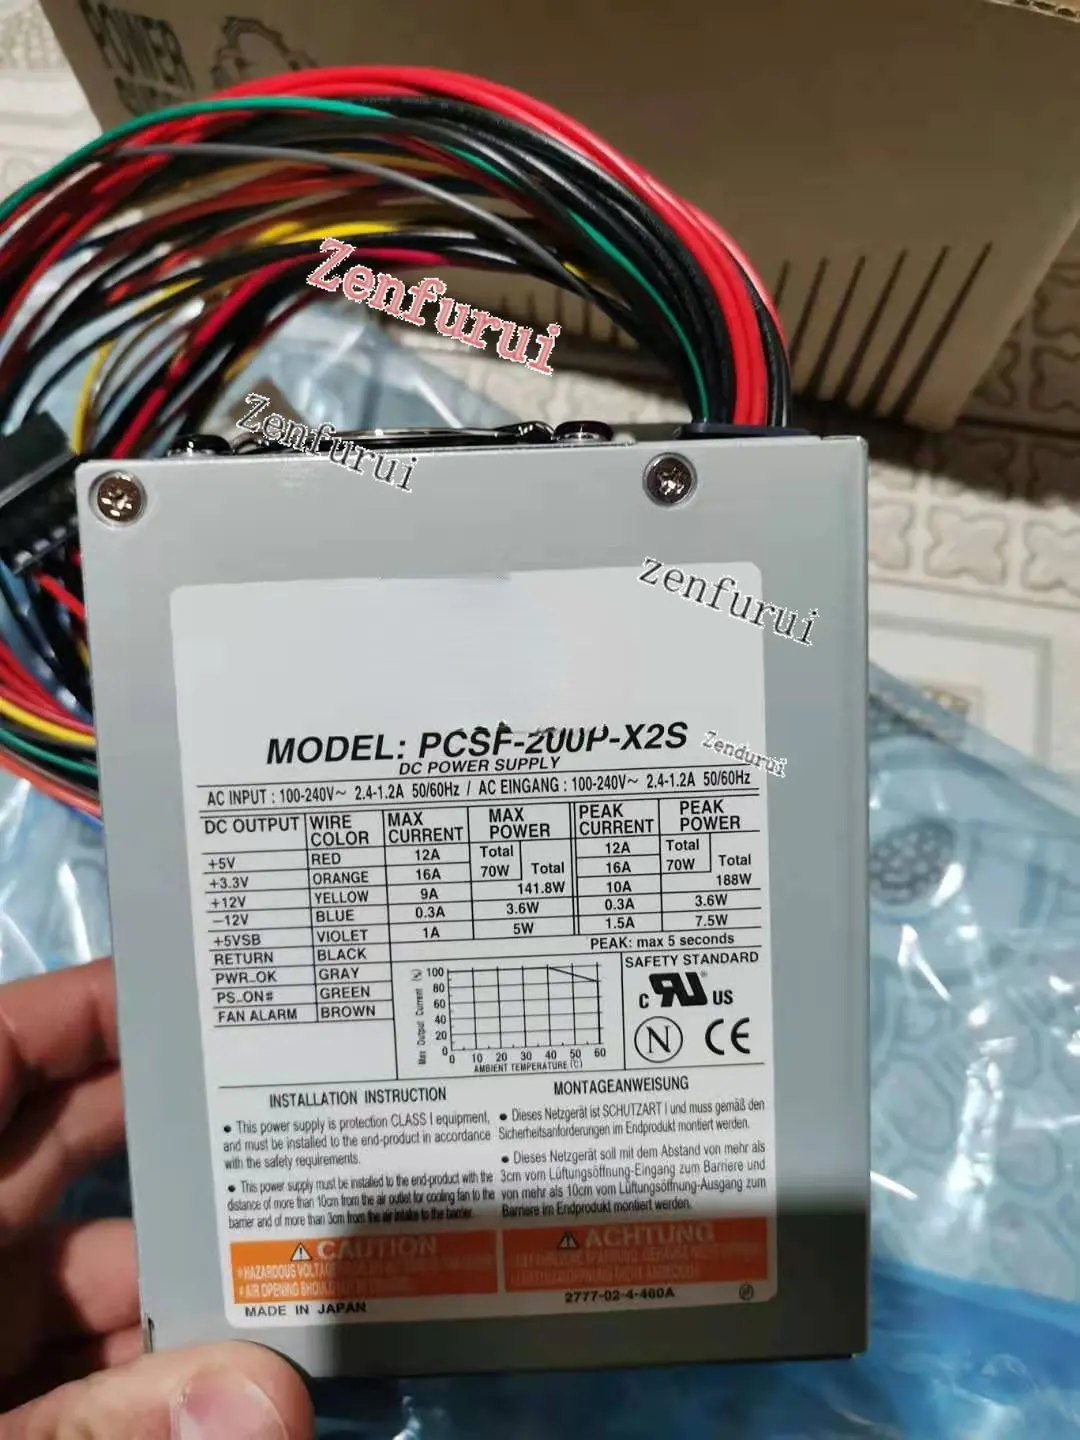 POWER
Zenfurui
Zenfurui
Zenfurui
MODEL: PCSF-200P-X2S
Zendurui
DC POWER SUPPLY
AC INPUT : 100-240V~ 2.4-1.2A 50/60Hz / AC EINGANG : 100-240V~ 2.4-1.2A 50/60Hz
DC OUTPUT WIRE COLOR MAX CURRENT MAX POWER PEAK CURRENT PEAK POWER
+5V RED 12A Total 70W Total 141.8W 12A Total 70W Total 188W
+3.3V ORANGE 16A 16A
+12V YELLOW 9A 10A
-12V BLUE 0.3A 3.6W 0.3A 3.6W
+5VSB VIOLET 1A 5W 1.5A 7.5W
RETURN BLACK PEAK: max 5 seconds
PWR_OK GRAY
PS_ON# GREEN
FAN ALARM BROWN
SAFETY STANDARD
c RU US
N CE
Max Output Current (%)
100
80
60
40
20
0
0 10 20 30 40 50 60
AMBIENT TEMPERATURE (C)
INSTALLATION INSTRUCTION
• This power supply is protection CLASS I equipment,
and must be installed to the end-product in accordance
with the safety requirements.
• This power supply must be installed to the end-product with the
distance of more than 10cm from the air outlet for cooling fan to the
barrier and of more than 3cm from the air intake to the barrier.
MONTAGEANWEISUNG
• Dieses Netzgerät ist SCHUTZART I und muss gemäß den
Sicherheitsanforderungen im Endprodukt montiert werden.
• Dieses Netzgerät soll mit dem Abstand von mehr als
3cm vom Lüftungsöffnung-Eingang zum Barriere und
von mehr als 10cm vom Lüftungsöffnung-Ausgang zum
Barriere im Endprodukt montiert werden.
CAUTION
HAZARDOUS VOLTAGE
AIR OPENING
ACHTUNG
MADE IN JAPAN
2777-02-4-460A